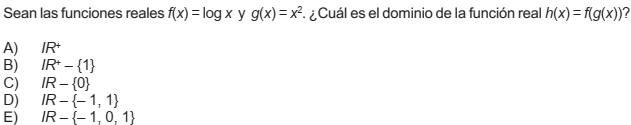 Sean las funciones reales f(x) = log x y g(x) = x². ¿Cuál es el dominio de la función real h(x) = f(g(x))?
A) IR⁺
B) IR⁺ – {1}
C) IR – {0}
D) IR – {– 1, 1}
E) IR – {– 1, 0, 1}